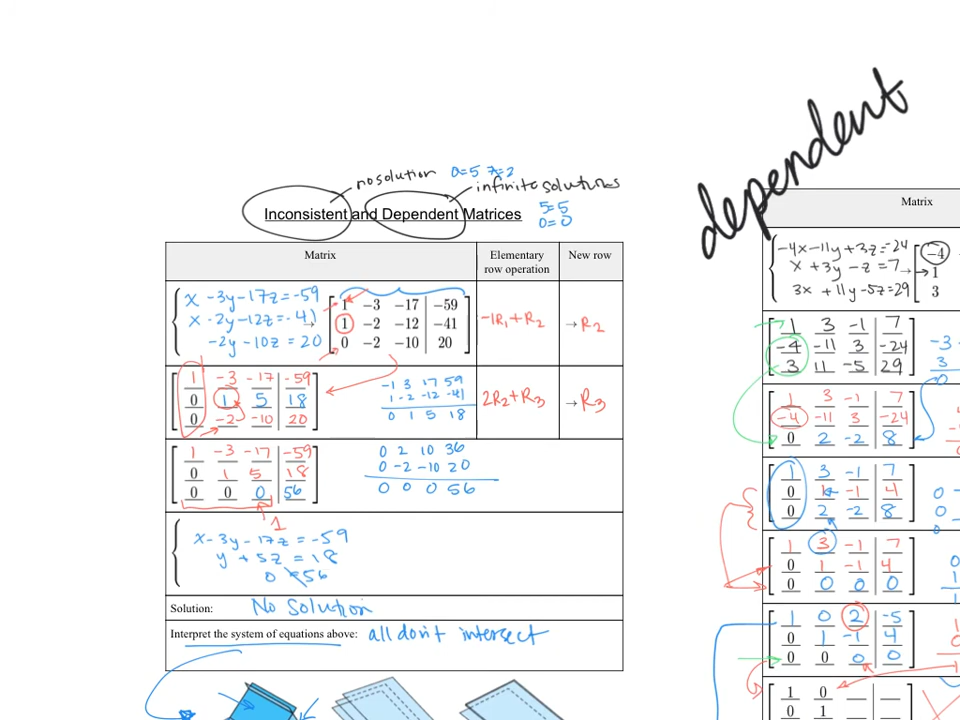 dependent
no solution 0=5 7=2
infinite solutions
Inconsistent and Dependent Matrices
5=5
0=0
Matrix
Elementary row operation
New row
x -3y -17z = -59
x -2y -12z = -41
-2y -10z = 20
1 -3 -17 -59
1 -2 -12 -41
0 -2 -10 20
-1R1 + R2
→ R2
1 -3 -17 -59
0 1 5 18
0 -2 -10 20
-1 3 17 59
1 -2 -12 -41
0 1 5 18
2R2 + R3
→ R3
1 -3 -17 -59
0 1 5 18
0 0 0 56
1
0 2 10 36
0 -2 -10 20
0 0 0 56
x - 3y - 17z = -59
y + 5z = 18
0 ≠ 56
Solution: No Solution
Interpret the system of equations above: all don't intersect
Matrix
-4x -11y +3z = -24
x +3y -z = 7
3x +11y -5z = 29
-4
1
3
1 3 -1 7
-4 -11 3 -24
3 11 -5 29
-3
3
0
1 3 -1 7
-4 -11 3 -24
0 2 -2 8
1 3 -1 7
0 1 -1 4
0 2 -2 8
1 3 -1 7
0 1 -1 4
0 0 0 0
1 0 2 -5
0 1 -1 4
0 0 0 0
1 0
0 1